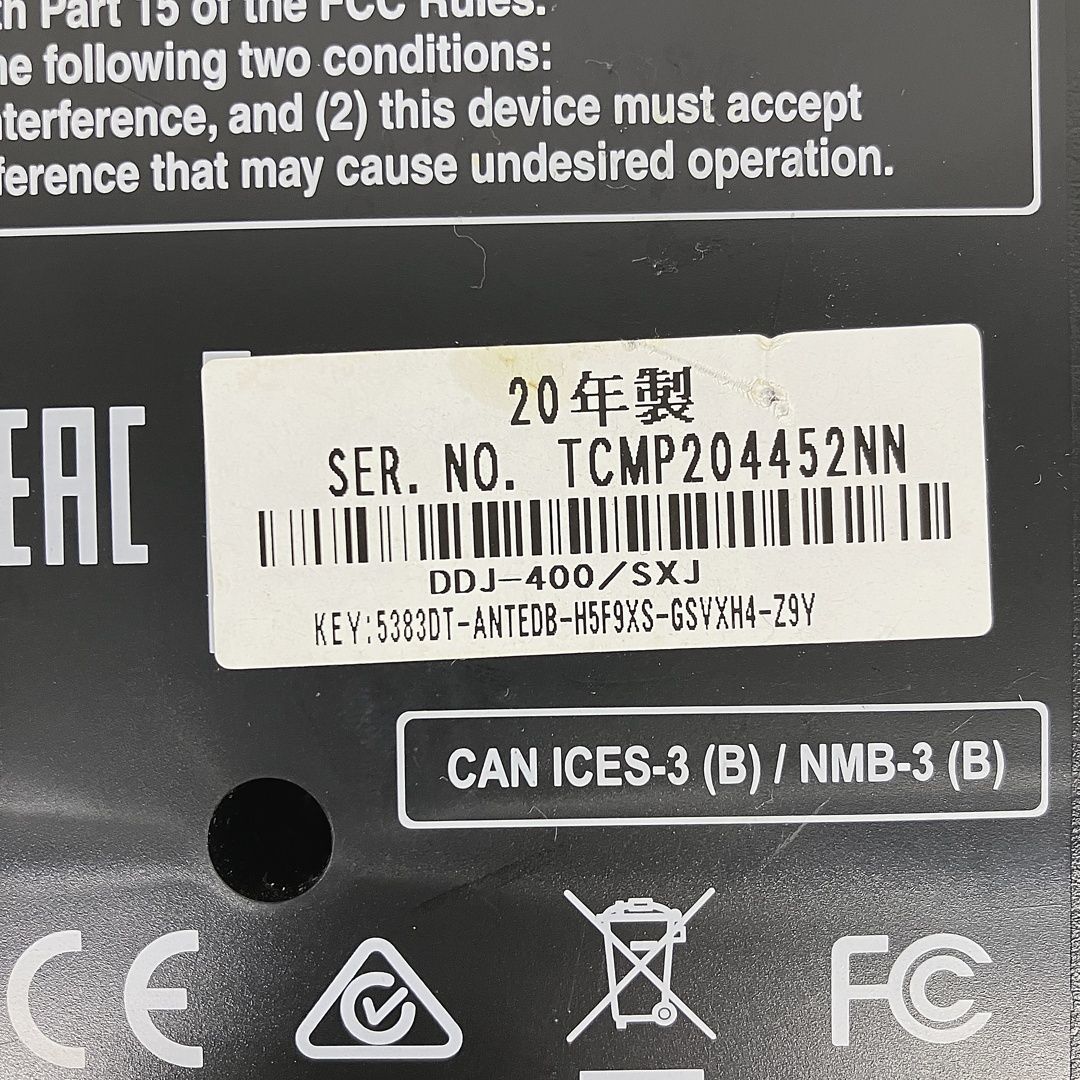 th Part 15 of the FCC Rules.
he following two conditions:
nterference, and (2) this device must accept
ference that may cause undesired operation.
EAC
20年製
SER. NO. TCMP204452NN
DDJ-400/SXJ
KEY:5383DT-ANTEDB-H5F9XS-GSVXH4-Z9Y
CAN ICES-3 (B) / NMB-3 (B)
CE
FC